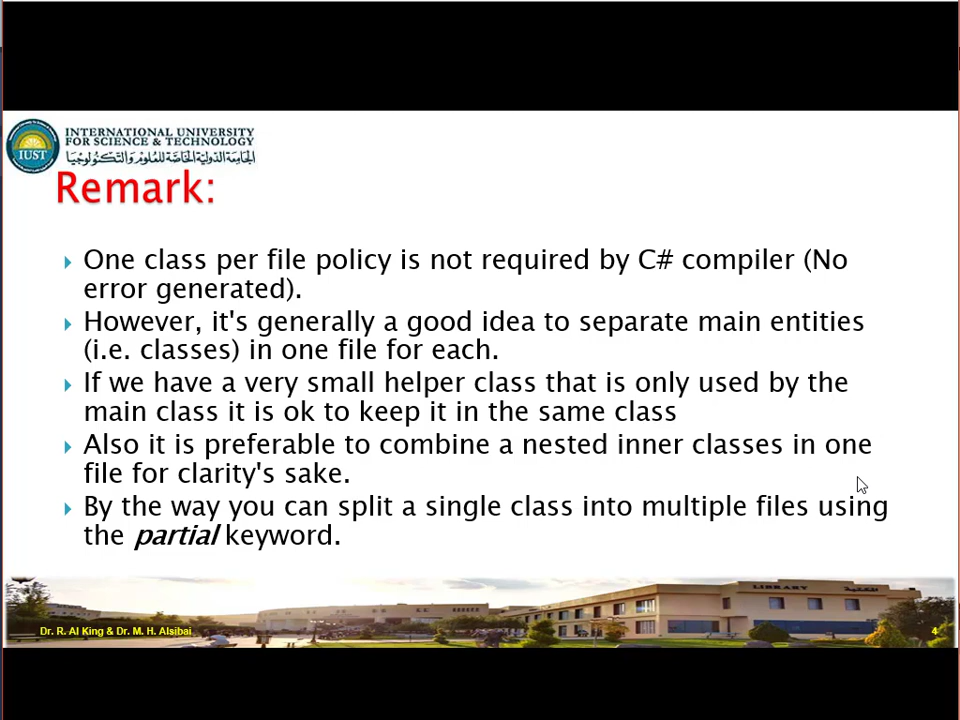 INTERNATIONAL UNIVERSITY
FOR SCIENCE & TECHNOLOGY
الجامعة الدولية الخاصة للعلوم والتكنولوجيا
IUST
Remark:
One class per file policy is not required by C# compiler (No
error generated).
However, it's generally a good idea to separate main entities
(i.e. classes) in one file for each.
If we have a very small helper class that is only used by the
main class it is ok to keep it in the same class
Also it is preferable to combine a nested inner classes in one
file for clarity's sake.
By the way you can split a single class into multiple files using
the partial keyword.
LIBRARY
Dr. R. Al King & Dr. M. H. Alsibai
4